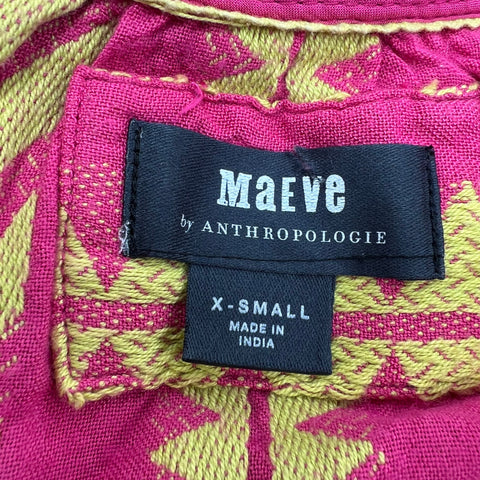 MaEVe
by ANTHROPOLOGIE
X-SMALL
MADE IN
INDIA